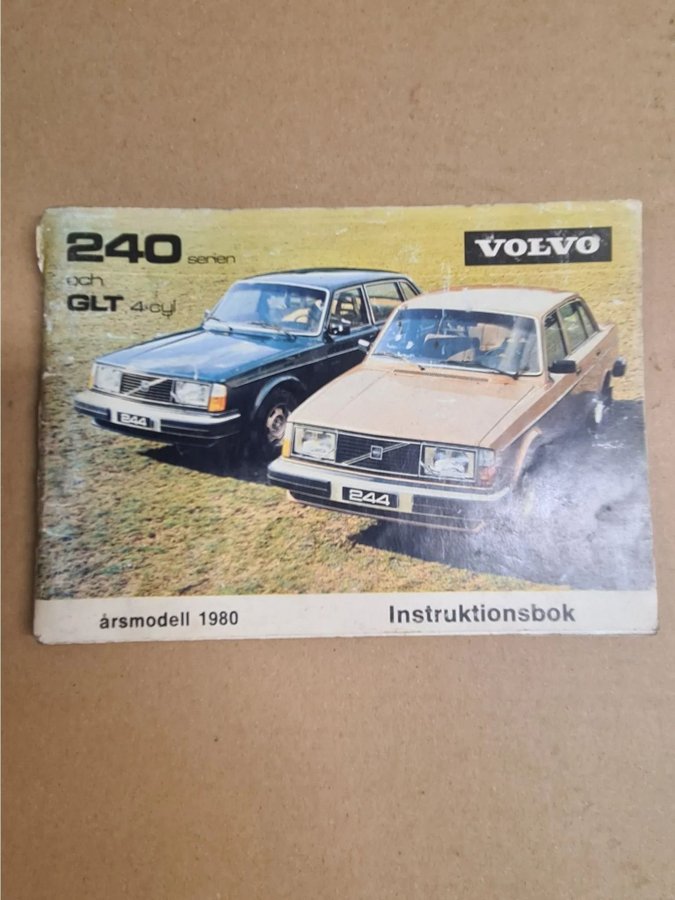 240 serien
och
GLT 4-cyl
VOLVO
244
244
årsmodell 1980
Instruktionsbok